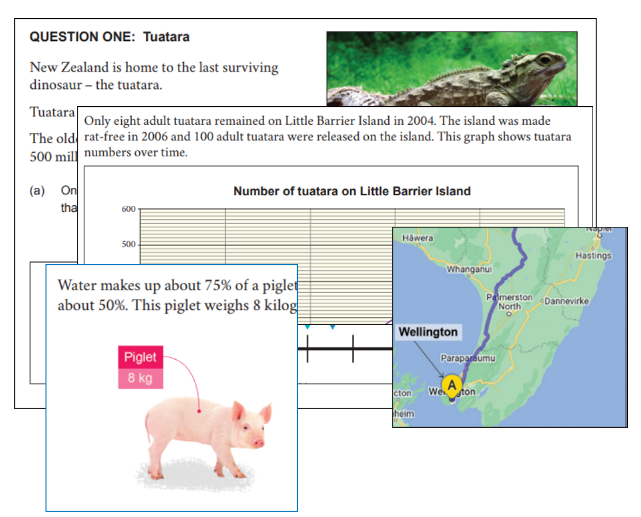 QUESTION ONE: Tuatara
New Zealand is home to the last surviving
dinosaur – the tuatara.
Tuatara
The olde
500 mill
(a) On
tha
Only eight adult tuatara remained on Little Barrier Island in 2004. The island was made
rat-free in 2006 and 100 adult tuatara were released on the island. This graph shows tuatara
numbers over time.
Number of tuatara on Little Barrier Island
600
500
Water makes up about 75% of a piglet
about 50%. This piglet weighs 8 kilog
Piglet
8 kg
Hāwera
Napier
Hastings
Whanganui
Palmerston
North
Dannevirke
Wellington
Paraparaumu
A
Wellington
cton
heim